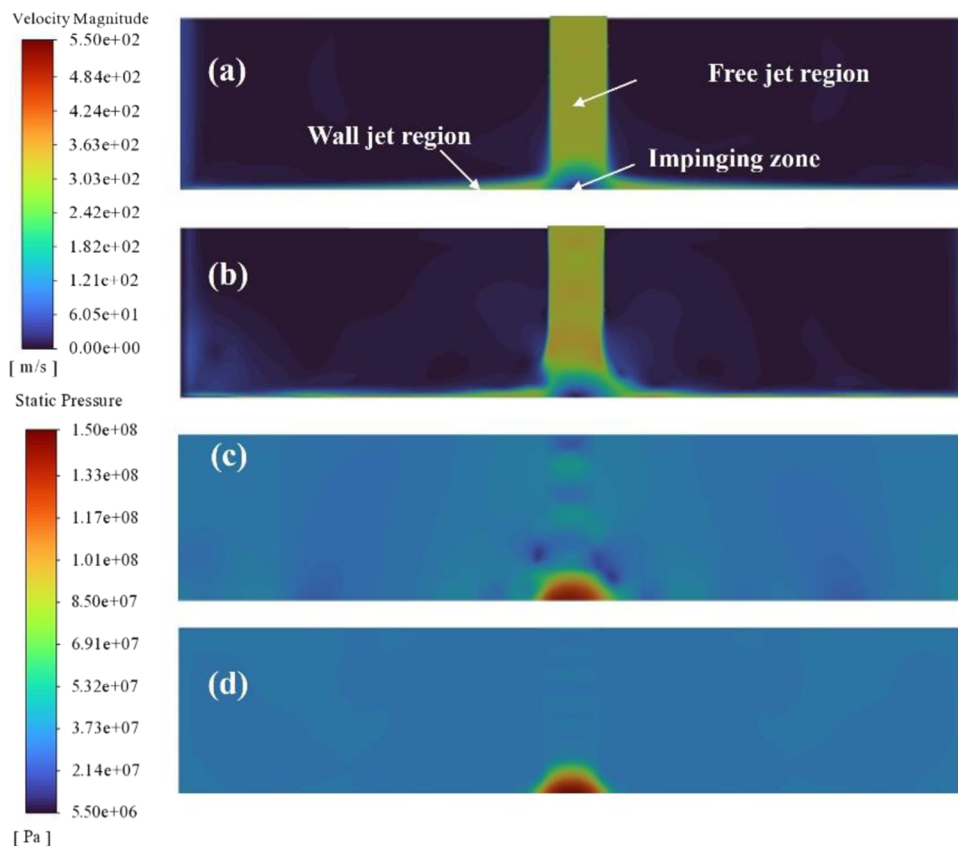 Velocity Magnitude
5.50e+02
4.84e+02
4.24e+02
3.63e+02
3.03e+02
2.42e+02
1.82e+02
1.21e+02
6.05e+01
0.00e+00
[ m/s ]
(a)
Free jet region
Wall jet region
Impinging zone
(b)
Static Pressure
1.50e+08
1.33e+08
1.17e+08
1.01e+08
8.50e+07
6.91e+07
5.32e+07
3.73e+07
2.14e+07
5.50e+06
[ Pa ]
(c)
(d)